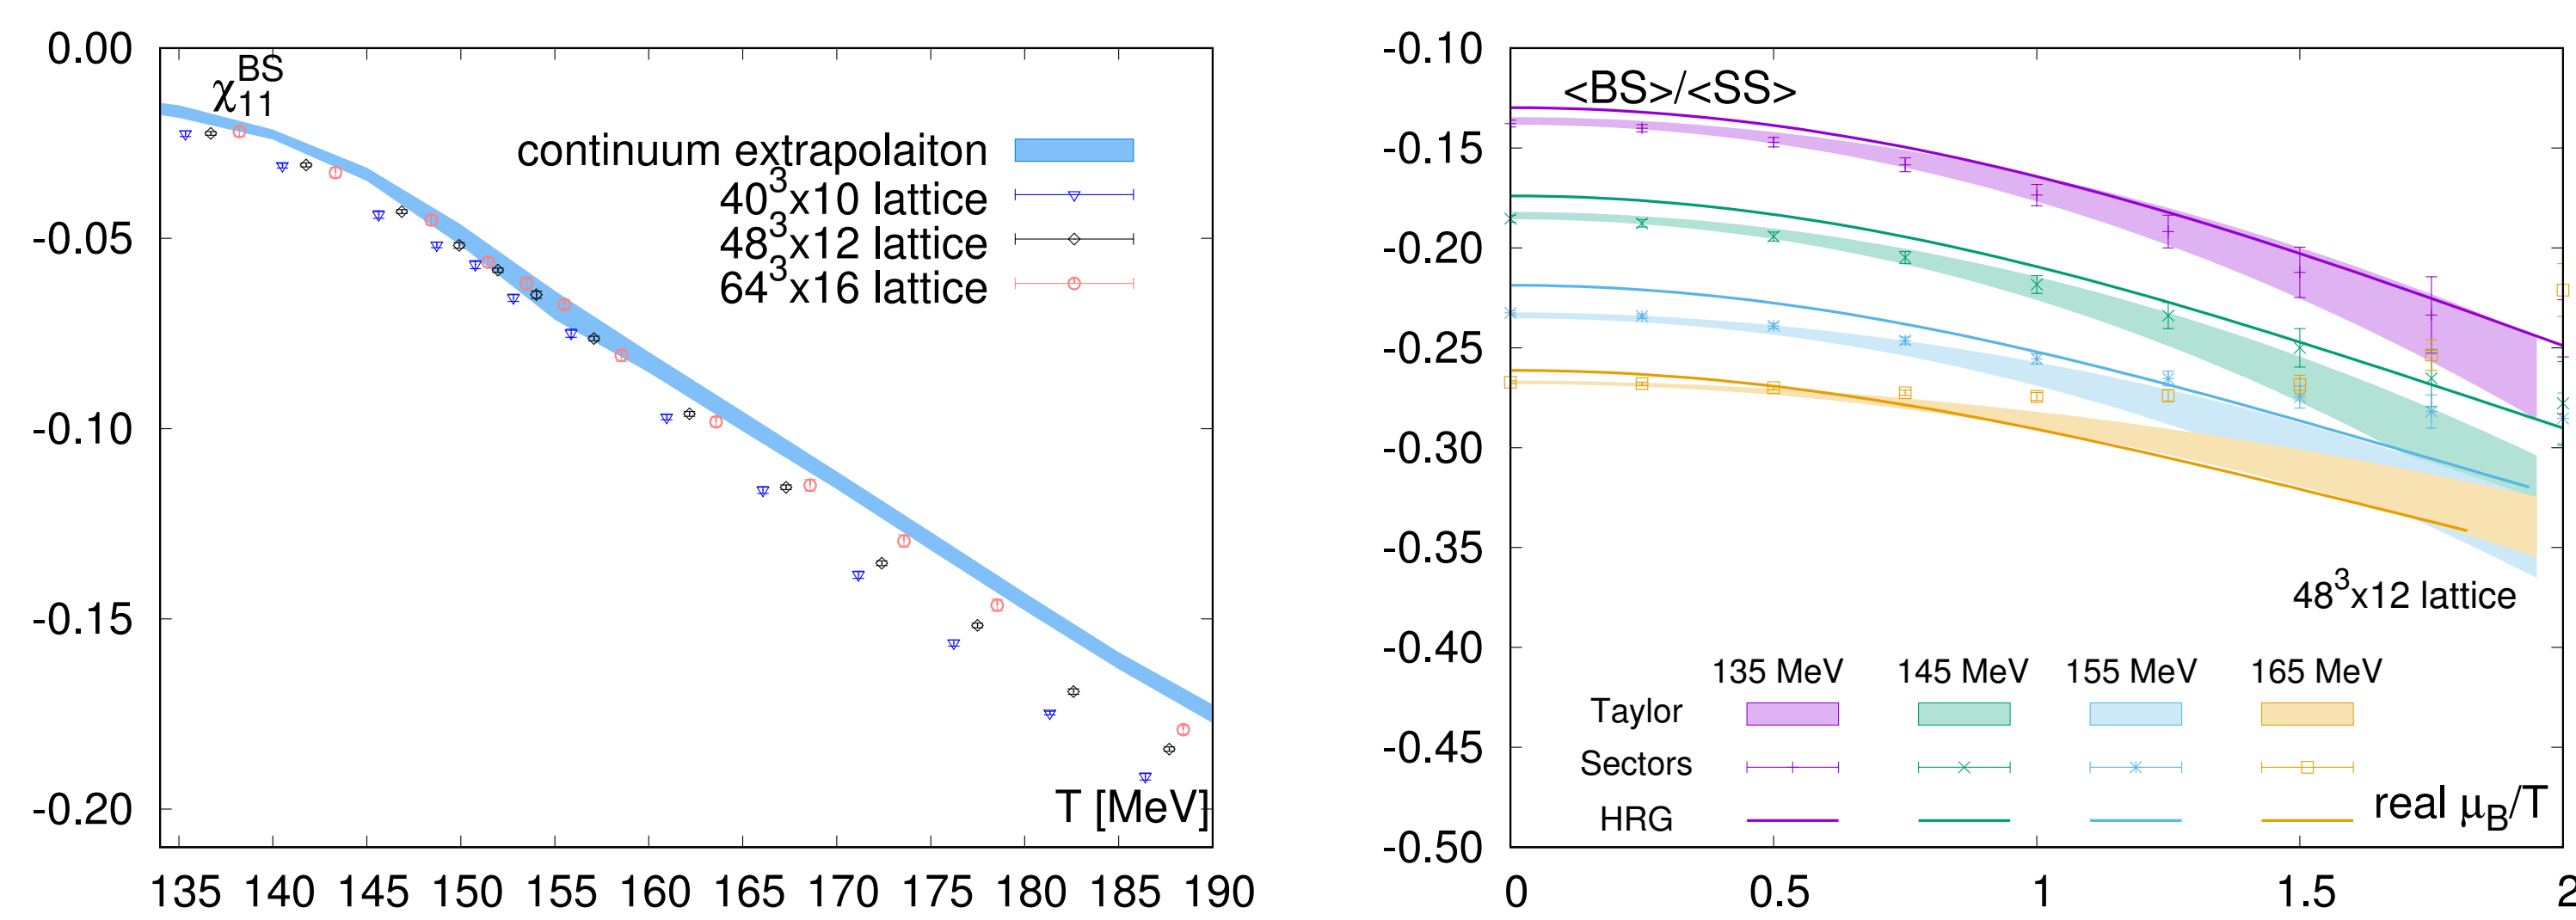 0.00
-0.05
-0.10
-0.15
-0.20
χ₁₁ᴮˢ
continuum extrapolaiton
40³x10 lattice
48³x12 lattice
64³x16 lattice
T [MeV]
135 140 145 150 155 160 165 170 175 180 185 190
-0.10
-0.15
-0.20
-0.25
-0.30
-0.35
-0.40
-0.45
-0.50
<BS>/<SS>
48³x12 lattice
135 MeV 145 MeV 155 MeV 165 MeV
Taylor
Sectors
HRG
real μ_B/T
0 0.5 1 1.5 2